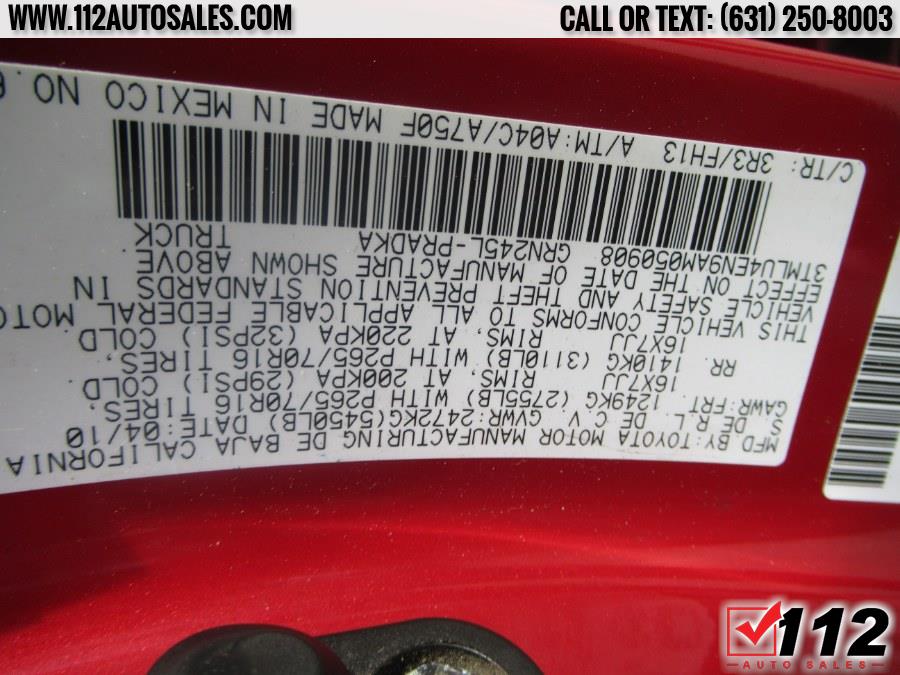 WWW.112AUTOSALES.COM
CALL OR TEXT: (631) 250-8003
MFD BY:TOYOTA MOTOR MANUFACTURING DE BAJA CALIFORNIA
S. DE R.L. DE C.V. GVWR:2472KG(5450LB) DATE:04/10
GAWR:FRT 1249KG (2755LB) WITH P265/70R16 TIRES,
16X7JJ RIMS, AT 200KPA (29PSI) COLD
RR 1410KG (3110LB) WITH P265/70R16 TIRES,
16X7JJ RIMS, AT 220KPA (32PSI) COLD
THIS VEHICLE CONFORMS TO ALL APPLICABLE FEDERAL MOTO
VEHICLE SAFETY AND THEFT PREVENTION STANDARDS IN
EFFECT ON THE DATE OF MANUFACTURE SHOWN ABOVE
3TMLU4EN9AM050908 TRUCK
GRN245L-PRADKA
C/TR: 3R3/FH13 A/TM:A04C/A750F MADE IN MEXICO NO.
112
AUTO SALES